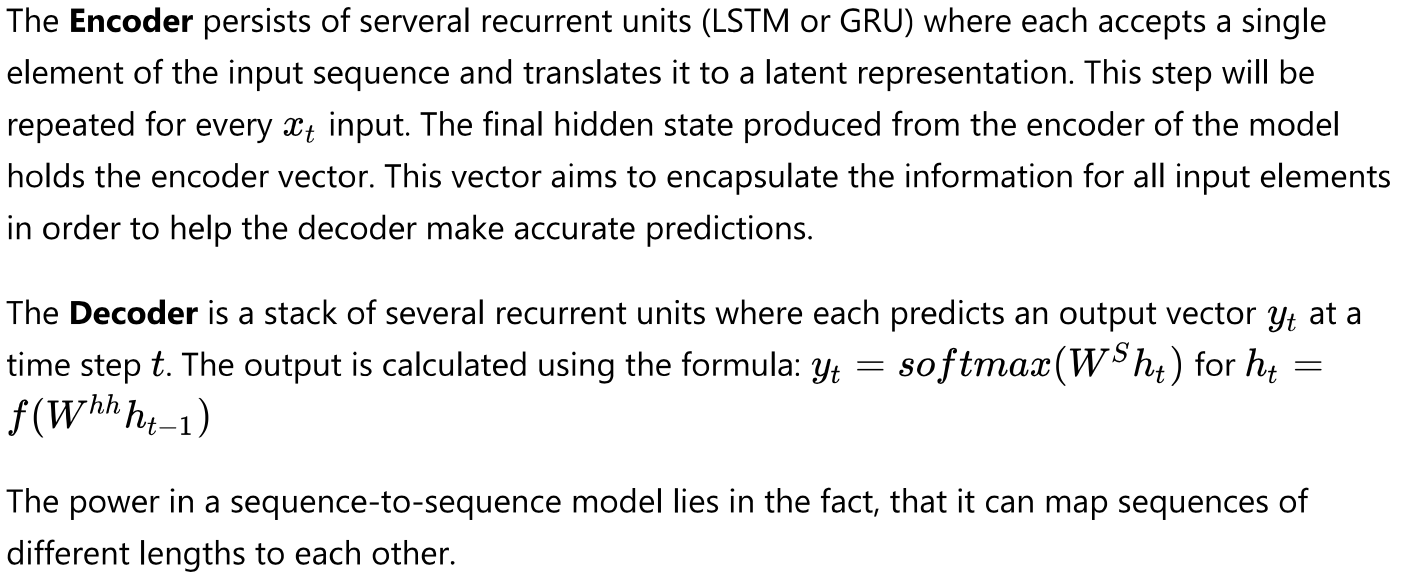 The Encoder persists of serveral recurrent units (LSTM or GRU) where each accepts a single
element of the input sequence and translates it to a latent representation. This step will be
repeated for every $x_t$ input. The final hidden state produced from the encoder of the model
holds the encoder vector. This vector aims to encapsulate the information for all input elements
in order to help the decoder make accurate predictions.
The Decoder is a stack of several recurrent units where each predicts an output vector $y_t$ at a
time step $t$. The output is calculated using the formula: $y_t = softmax(W^S h_t)$ for $h_t =$
$f(W^{hh} h_{t-1})$
The power in a sequence-to-sequence model lies in the fact, that it can map sequences of
different lengths to each other.